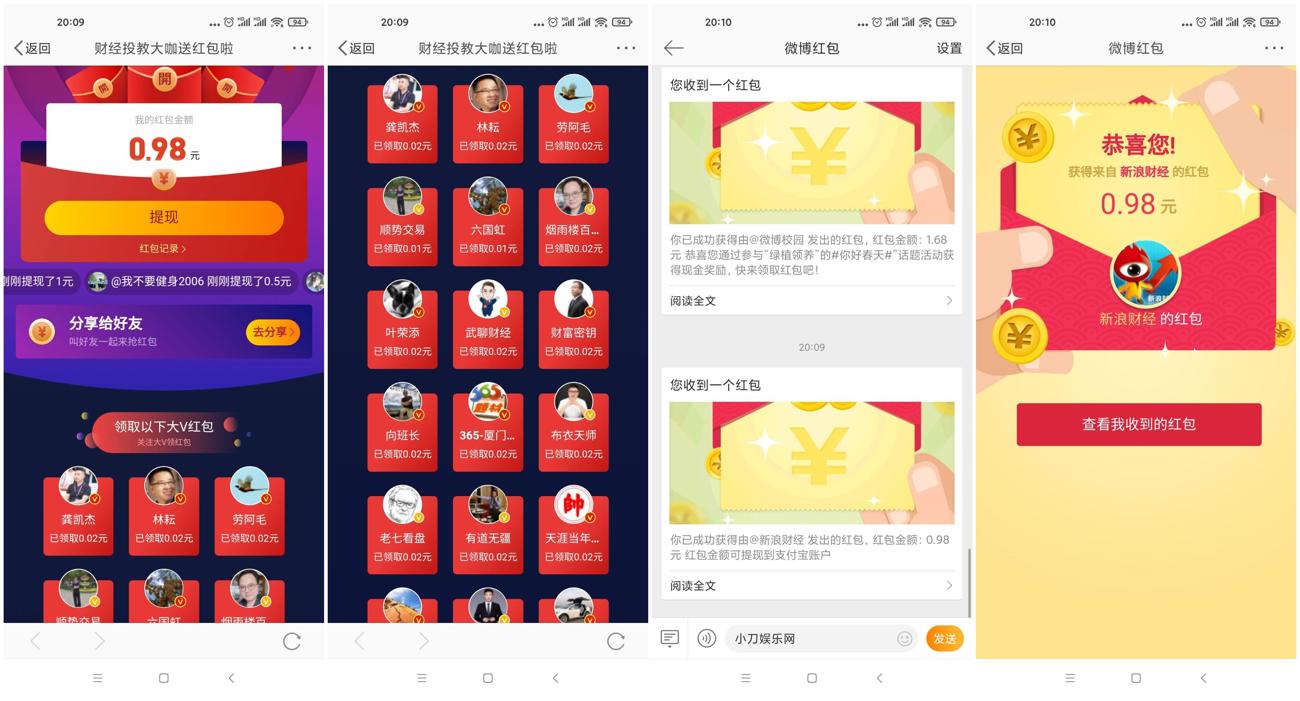 20:09
94
返回
财经投教大咖送红包啦
開
開
開
我的红包金额
0.98 元
提现
红包记录 >
刚刚提现了1元
@我不要健身2006 刚刚提现了0.5元
分享给好友
叫好友一起来抢红包
去分享
领取以下大V红包
关注大V领红包
龚凯杰
林耘
劳阿毛
已领取0.02元
已领取0.02元
已领取0.02元
顺势交易
六国虹
烟雨楼百...
20:09
94
返回
财经投教大咖送红包啦
龚凯杰
林耘
劳阿毛
已领取0.02元
已领取0.02元
已领取0.02元
顺势交易
六国虹
烟雨楼百...
已领取0.01元
已领取0.01元
已领取0.02元
叶荣添
武聊财经
财富密钥
已领取0.02元
已领取0.02元
已领取0.02元
向班长
365-厦门...
布衣天师
已领取0.02元
已领取0.02元
已领取0.02元
老七看盘
有道无疆
天涯当年...
已领取0.02元
已领取0.02元
已领取0.02元
20:10
94
微博红包
设置
您收到一个红包
你已成功获得由@微博校园 发出的红包，红包金额：1.68
元 恭喜您通过参与“绿植领养”的#你好春天#”话题活动获
得现金奖励，快来领取红包吧！
阅读全文
20:09
您收到一个红包
你已成功获得由@新浪财经 发出的红包，红包金额：0.98
元 红包金额可提现到支付宝账户
阅读全文
小刀娱乐网
发送
20:10
94
返回
微博红包
恭喜您!
获得来自 新浪财经 的红包
0.98 元
新浪财经 的红包
查看我收到的红包